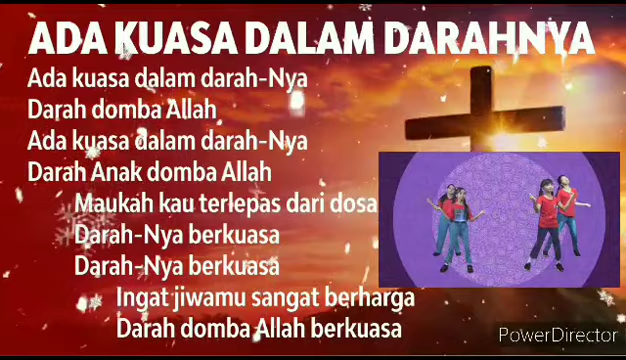 ADA KUASA DALAM DARAHNYA
Ada kuasa dalam darah-Nya
Darah domba Allah
Ada kuasa dalam darah-Nya
Darah Anak domba Allah
Maukah kau terlepas dari dosa
Darah-Nya berkuasa
Darah-Nya berkuasa
Ingat jiwamu sangat berharga
Darah domba Allah berkuasa
PowerDirector